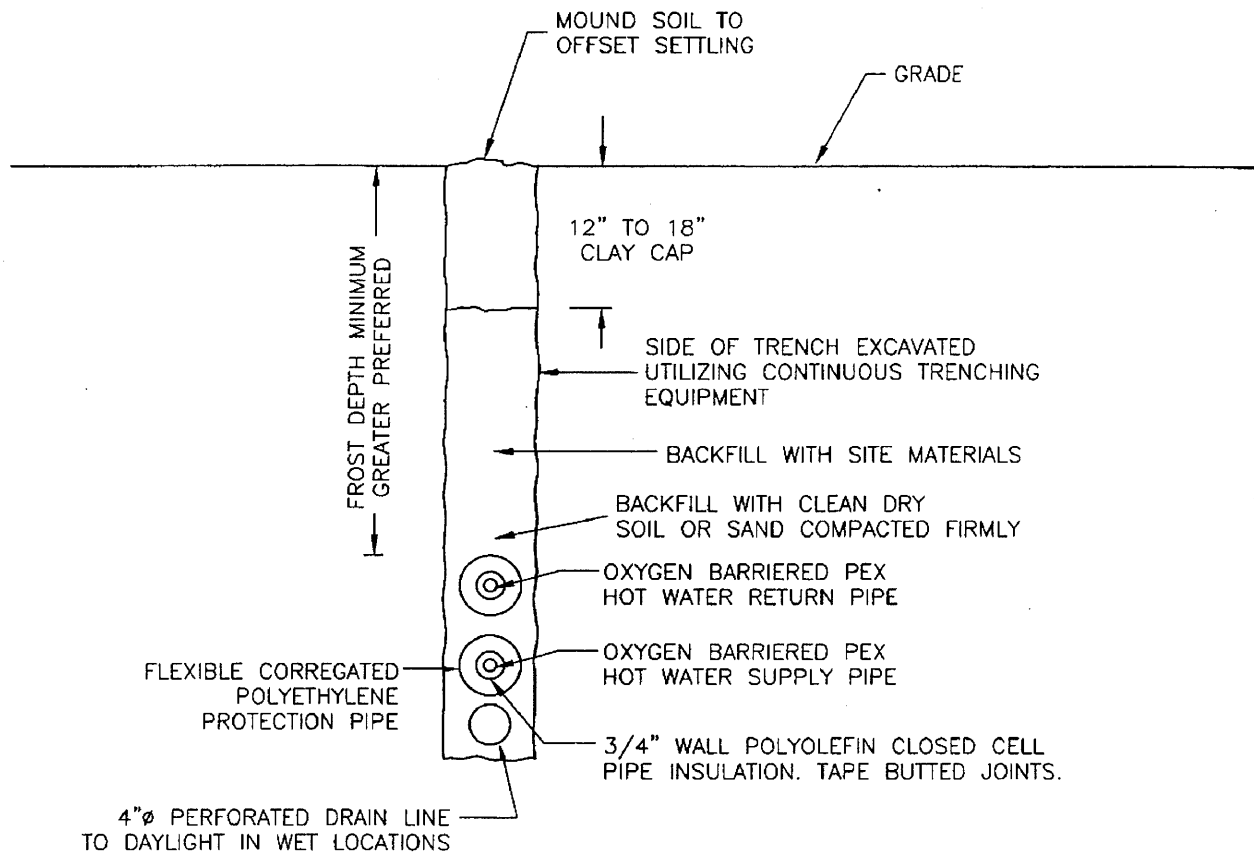 MOUND SOIL TO
OFFSET SETTLING
GRADE
12" TO 18"
CLAY CAP
FROST DEPTH MINIMUM
GREATER PREFERRED
SIDE OF TRENCH EXCAVATED
UTILIZING CONTINUOUS TRENCHING
EQUIPMENT
BACKFILL WITH SITE MATERIALS
BACKFILL WITH CLEAN DRY
SOIL OR SAND COMPACTED FIRMLY
OXYGEN BARRIERED PEX
HOT WATER RETURN PIPE
OXYGEN BARRIERED PEX
HOT WATER SUPPLY PIPE
FLEXIBLE CORREGATED
POLYETHYLENE
PROTECTION PIPE
3/4" WALL POLYOLEFIN CLOSED CELL
PIPE INSULATION. TAPE BUTTED JOINTS.
4"ø PERFORATED DRAIN LINE
TO DAYLIGHT IN WET LOCATIONS